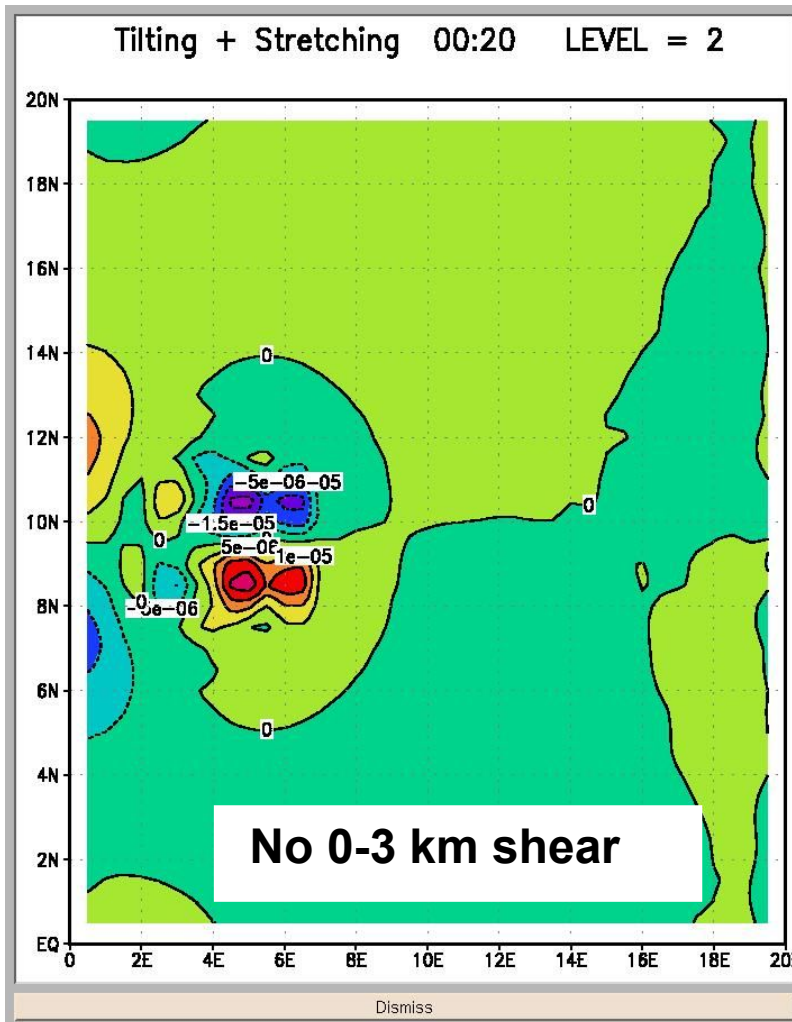 Tilting + Stretching 00:20 LEVEL = 2
20N
18N
16N
14N
0
12N
-5e-06
-05
0
10N
-1.5e-05
0
5e-06
1e-05
8N
0
6N
0
4N
2N
No 0-3 km shear
EQ
0 2E 4E 6E 8E 10E 12E 14E 16E 18E
Dismiss